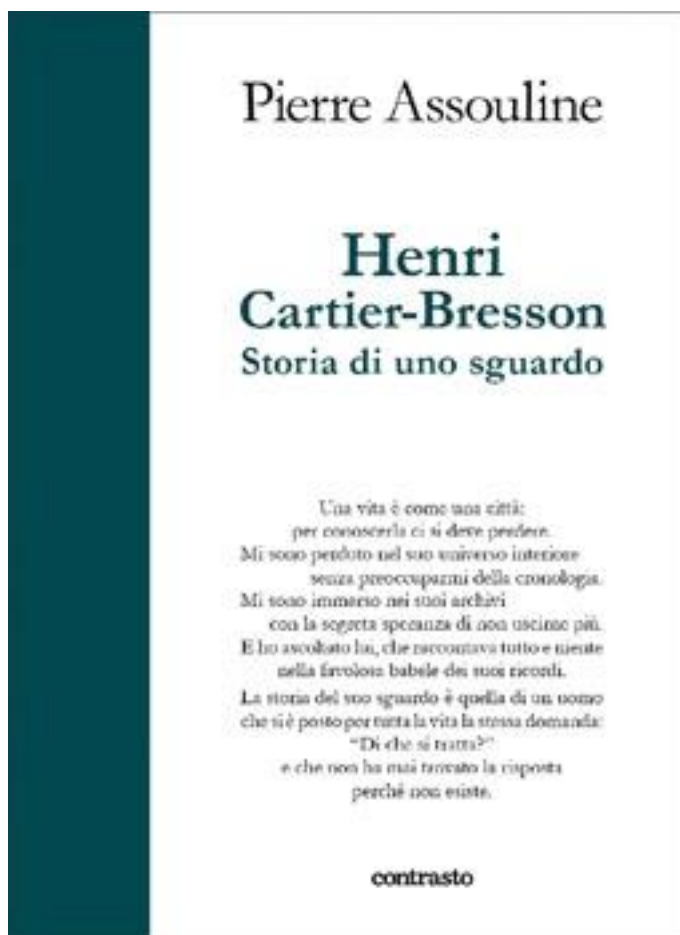 Pierre Assouline
Henri
Cartier-Bresson
Storia di uno sguardo
Una vita è come una città:
per conoscerla ci si deve perdere.
Mi sono perduto nel suo universo interiore
senza preoccuparmi della cronologia.
Mi sono immerso nei suoi archivi
con la segreta speranza di non uscirne più.
E ho ascoltato lui, che raccontava tutto e niente
nella favolosa babele dei suoi ricordi.
La storia del suo sguardo è quella di un uomo
che si è posto per tutta la vita la stessa domanda:
“Di che si tratta?”
e che non ha mai trovato la risposta
perché non esiste.
contrasto